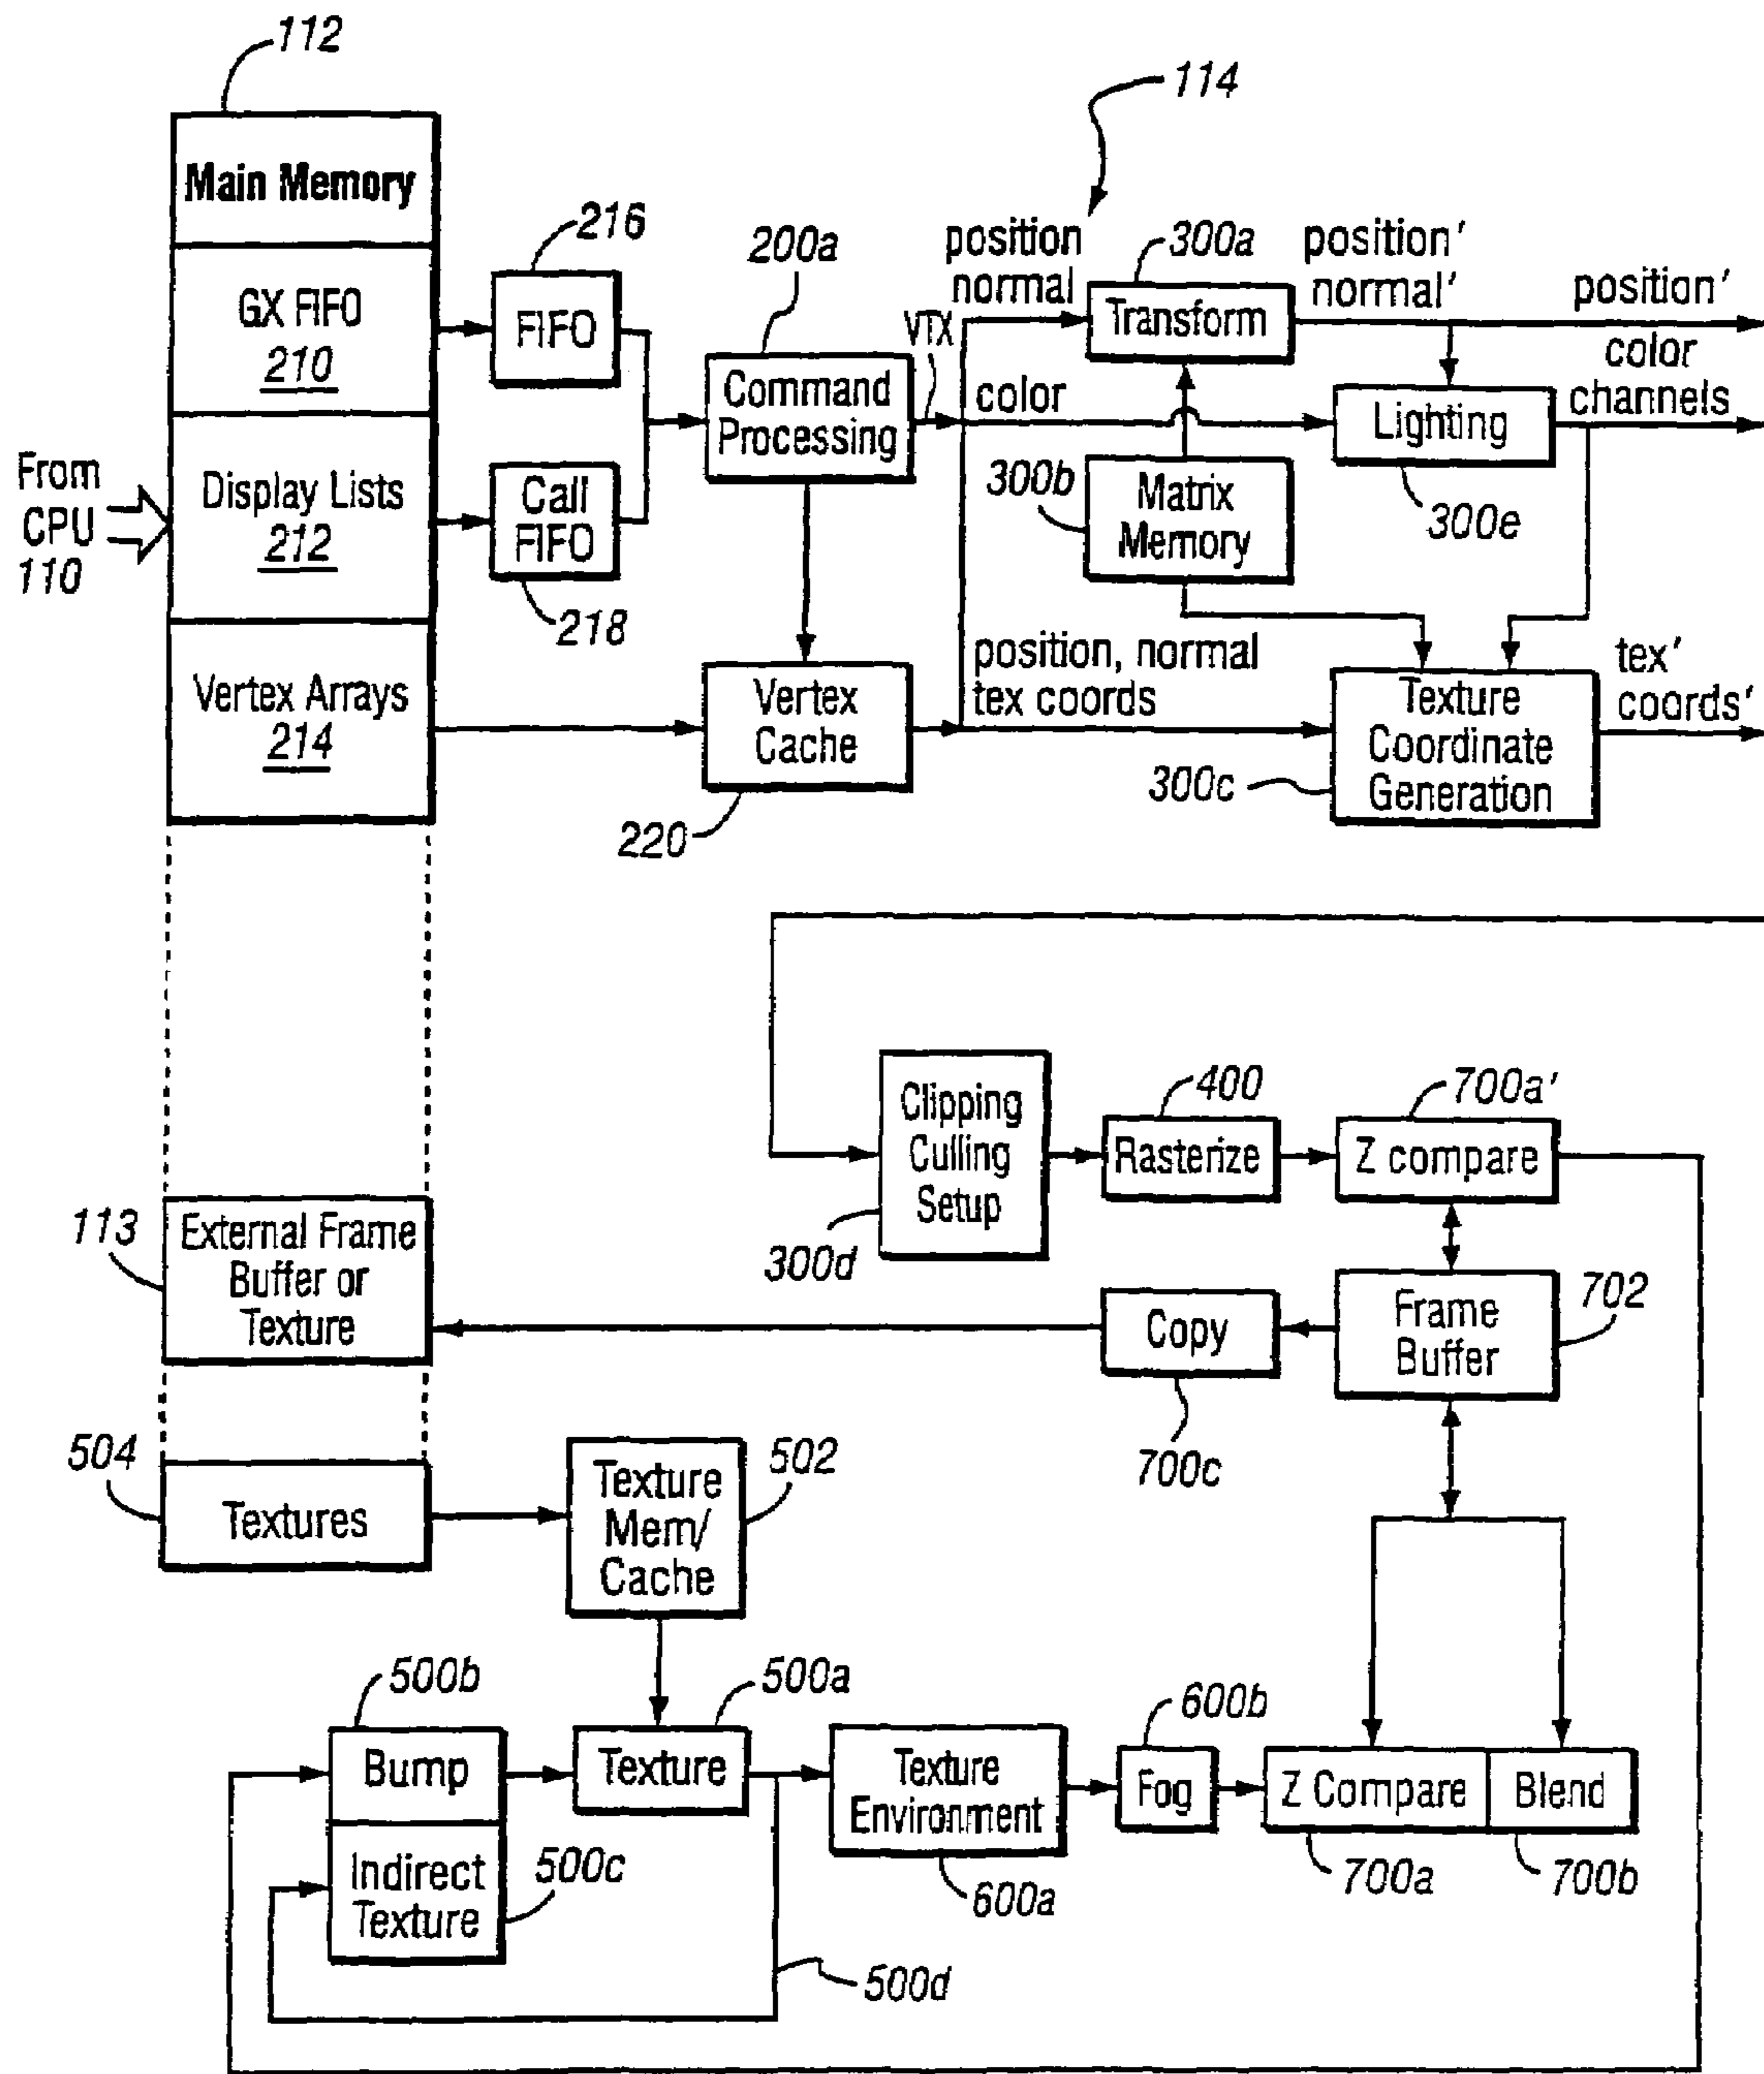 112
114
Main Memory
216
200a
position
normal
300a
position'
normal'
position'
GX FIFO
210
FIFO
VTX
Transform
color
channels
Command
Processing
color
Lighting
From
CPU
110
Display Lists
212
Call
FIFO
300b
Matrix
Memory
300e
218
Vertex Arrays
214
Vertex
Cache
position, normal
tex coords
Texture
Coordinate
Generation
tex'
coords'
300c
220
400
700a'
Clipping
Culling
Setup
Rasterize
Z compare
113
External Frame
Buffer or
Texture
300d
702
Copy
Frame
Buffer
700c
504
Textures
Texture
Mem/
Cache
502
500b
500a
600b
Bump
Texture
Texture
Environment
Fog
Z Compare
Blend
Indirect
Texture
500c
600a
700a
700b
500d